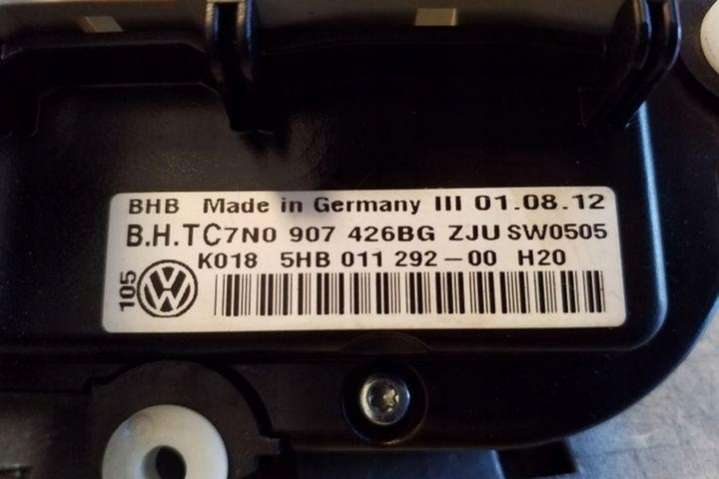 BHB Made in Germany III 01.08.12
B.H.TC7N0 907 426BG ZJU SW0505
K018 5HB 011 292-00 H20
105